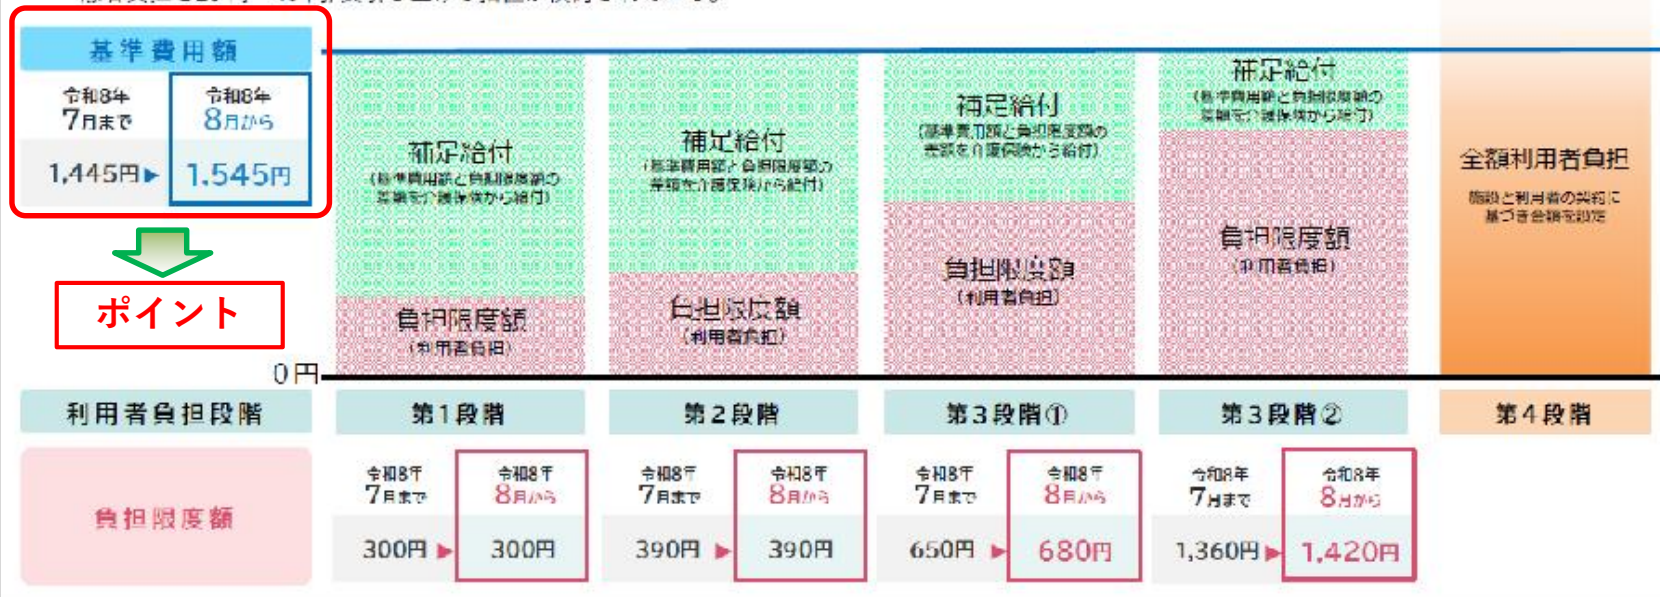 基準費用額
令和8年
7月まで
令和8年
8月から
1,445円▶
1,545円
ポイント
0円
補足給付
(基準費用額と負担限度額の
差額を介護保険から給付)
負担限度額
(利用者負担)
補足給付
(基準費用額と負担限度額の
差額を介護保険から給付)
負担限度額
(利用者負担)
補足給付
(基準費用額と負担限度額の
差額を介護保険から給付)
負担限度額
(利用者負担)
補足給付
(基準費用額と負担限度額の
差額を介護保険から給付)
負担限度額
(利用者負担)
全額利用者負担
施設と利用者の契約に
基づき金額を設定
利用者負担段階
第1段階
第2段階
第3段階①
第3段階②
第4段階
負担限度額
令和8年
7月まで
令和8年
8月から
300円▶
300円
令和8年
7月まで
令和8年
8月から
390円▶
390円
令和8年
7月まで
令和8年
8月から
650円▶
680円
令和8年
7月まで
令和8年
8月から
1,360円▶
1,420円